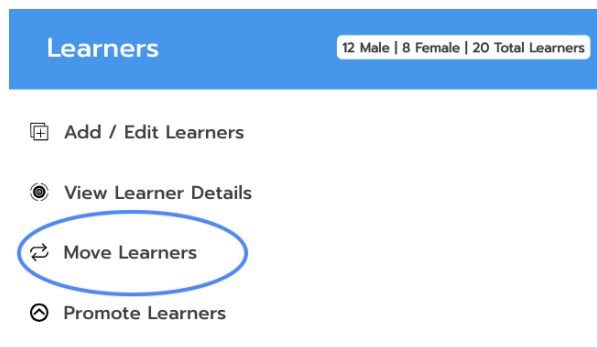 Learners
12 Male | 8 Female | 20 Total Learners
Add / Edit Learners
View Learner Details
Move Learners
Promote Learners